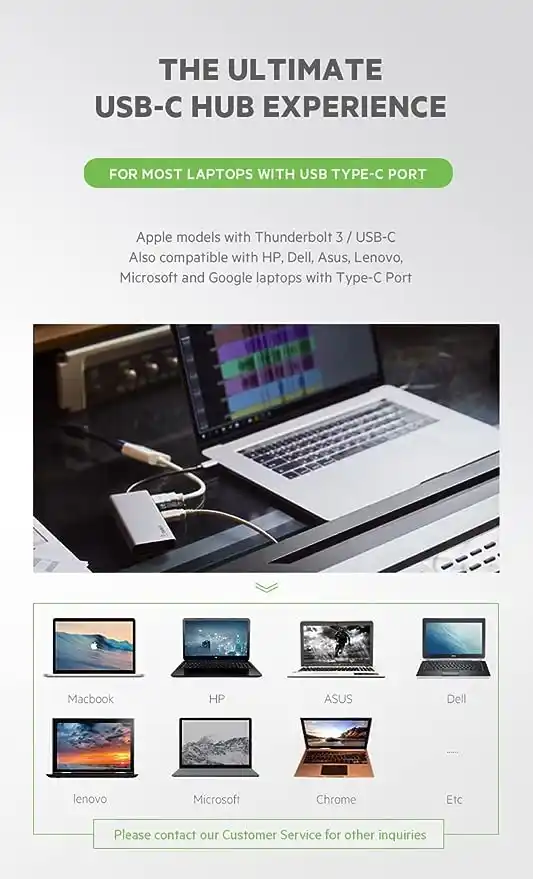 THE ULTIMATE
USB-C HUB EXPERIENCE
FOR MOST LAPTOPS WITH USB TYPE-C PORT
Apple models with Thunderbolt 3 / USB-C
Also compatible with HP, Dell, Asus, Lenovo,
Microsoft and Google laptops with Type-C Port
Macbook
HP
ASUS
Dell
lenovo
Microsoft
Chrome
......
Etc
Please contact our Customer Service for other inquiries